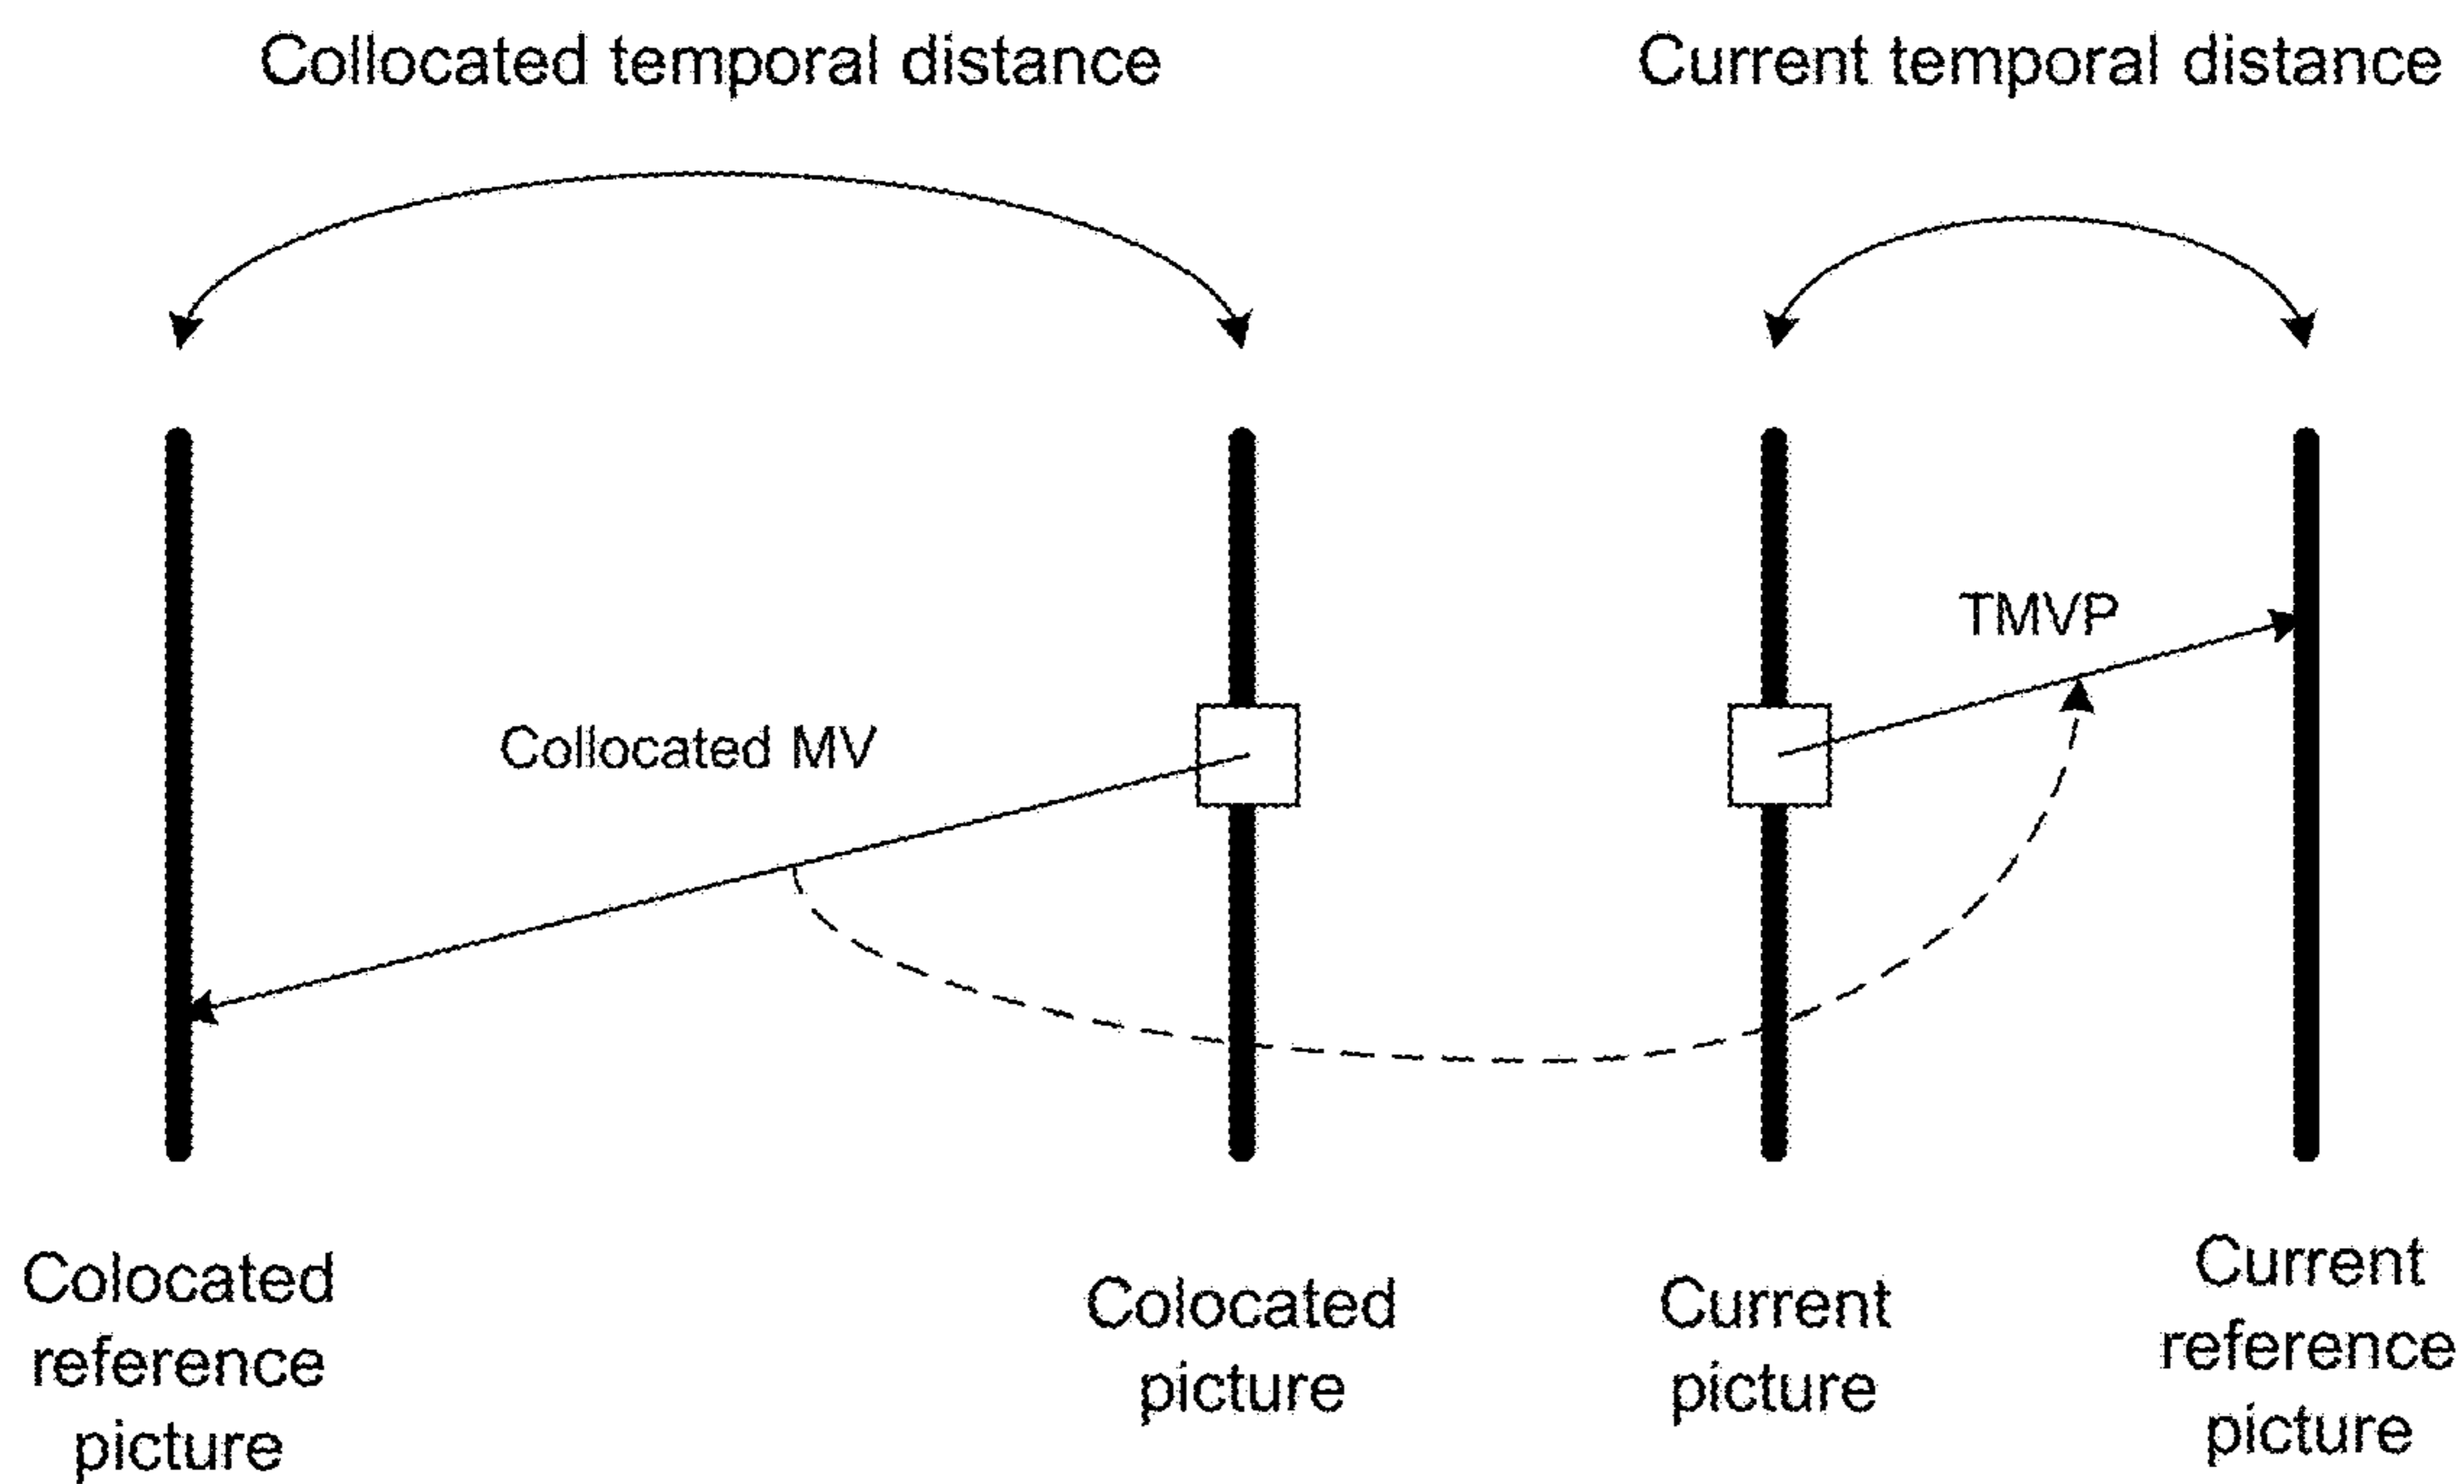 Collocated temporal distance
Current temporal distance
TMVP
Collocated MV
Colocated
reference
picture
Colocated
picture
Current
picture
Current
reference
picture